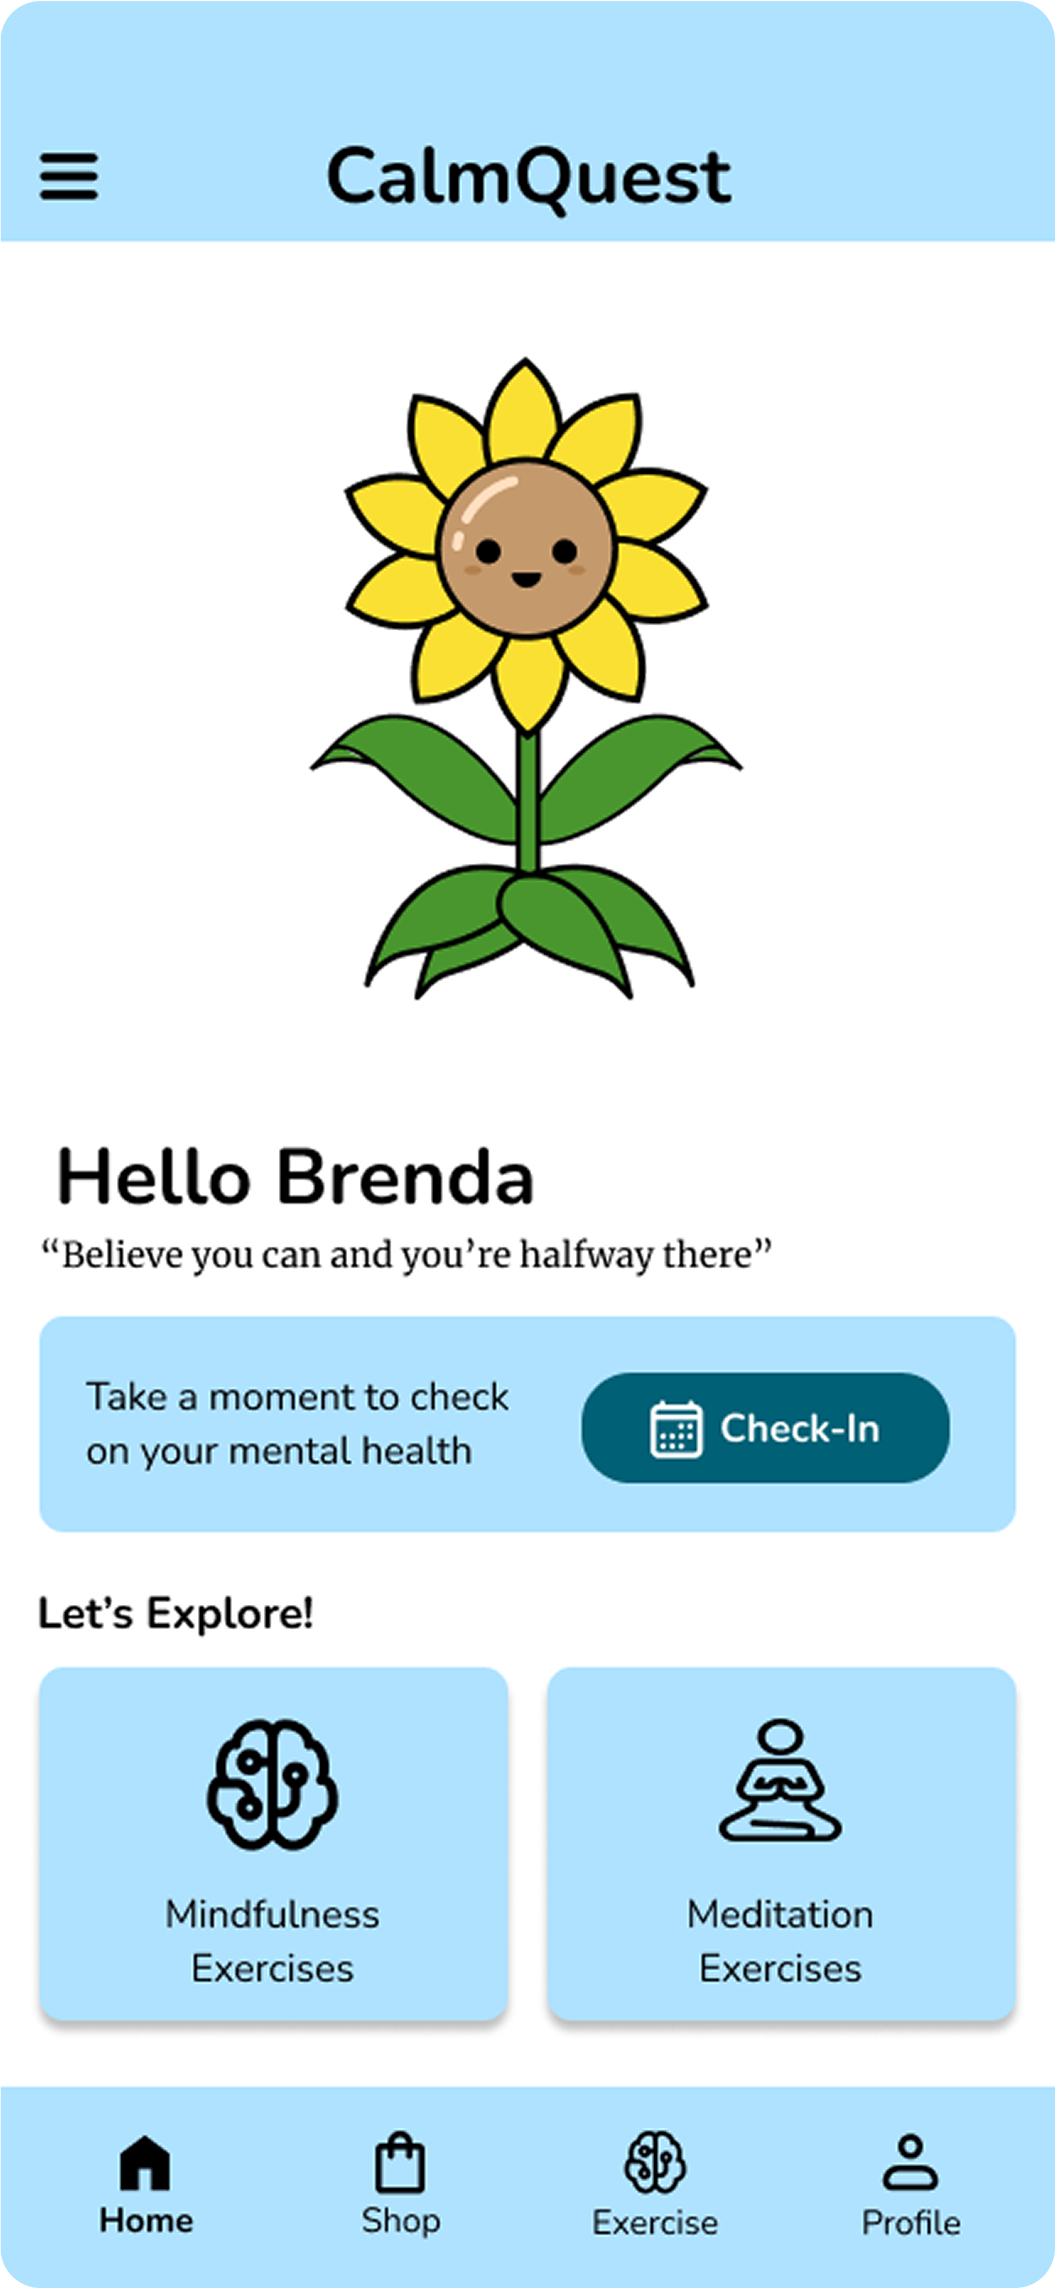 CalmQuest
Hello Brenda
“Believe you can and you’re halfway there”
Take a moment to check
on your mental health
Check-In
Let’s Explore!
Mindfulness
Exercises
Meditation
Exercises
Home
Shop
Exercise
Profile